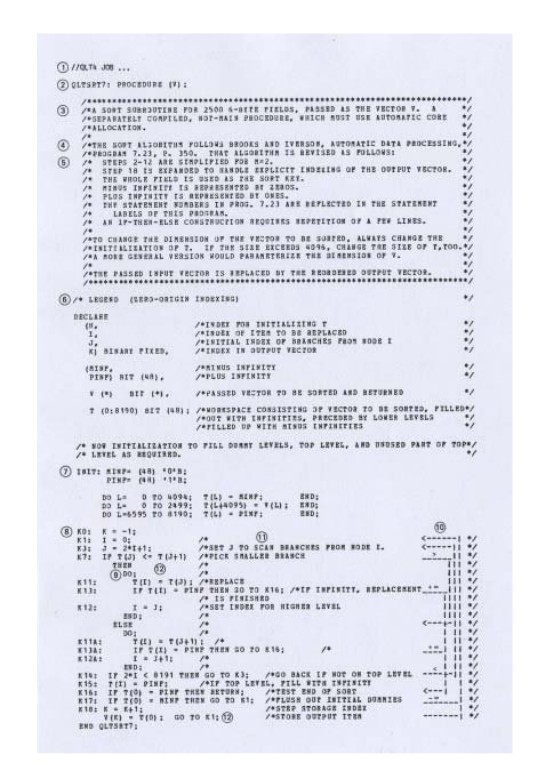 ① //QLT4 JOB ...
② QLTSRT7: PROCEDURE (V);
/***********************************************************************/
③ /*A SORT SUBROUTINE FOR 2500 6-BYTE FIELDS, PASSED AS THE VECTOR V. A */
/*SEPARATELY COMPILED, NOT-MAIN PROCEDURE, WHICH MUST USE AUTOMATIC CORE */
/*ALLOCATION. */
/* */
④ /*THE SORT ALGORITHM FOLLOWS BROOKS AND IVERSON, AUTOMATIC DATA PROCESSING,*/
/*PROGRAM 7.23, P. 350. THAT ALGORITHM IS REVISED AS FOLLOWS: */
⑤ /* STEPS 2-12 ARE SIMPLIFIED FOR M=2. */
/* STEP 18 IS EXPANDED TO HANDLE EXPLICIT INDEXING OF THE OUTPUT VECTOR. */
/* THE WHOLE FIELD IS USED AS THE SORT KEY. */
/* MINUS INFINITY IS REPRESENTED BY ZEROS. */
/* PLUS INFINITY IS REPRESENTED BY ONES. */
/* THE STATEMENT NUMBERS IN PROG. 7.23 ARE REFLECTED IN THE STATEMENT */
/* LABELS OF THIS PROGRAM. */
/* AN IF-THEN-ELSE CONSTRUCTION REQUIRES REPETITION OF A FEW LINES. */
/* */
/*TO CHANGE THE DIMENSION OF THE VECTOR TO BE SORTED, ALWAYS CHANGE THE */
/*INITIALIZATION OF T. IF THE SIZE EXCEEDS 4096, CHANGE THE SIZE OF T,TOO.*/
/*A MORE GENERAL VERSION WOULD PARAMETERIZE THE DIMENSION OF V. */
/* */
/*THE PASSED INPUT VECTOR IS REPLACED BY THE REORDERED OUTPUT VECTOR. */
/***********************************************************************/
⑥ /* LEGEND (ZERO-ORIGIN INDEXING) */
DECLARE
(H, /*INDEX FOR INITIALIZING T */
I, /*INDEX OF ITEM TO BE REPLACED */
J, /*INITIAL INDEX OF BRANCHES FROM NODE I */
K) BINARY FIXED, /*INDEX IN OUTPUT VECTOR */
(MINF, /*MINUS INFINITY */
PINF) BIT (48), /*PLUS INFINITY */
V (*) BIT (*), /*PASSED VECTOR TO BE SORTED AND RETURNED */
T (0:8190) BIT (48); /*WORKSPACE CONSISTING OF VECTOR TO BE SORTED, FILLED*/
/*OUT WITH INFINITIES, PRECEDED BY LOWER LEVELS */
/*FILLED UP WITH MINUS INFINITIES */
/* NOW INITIALIZATION TO FILL DUMMY LEVELS, TOP LEVEL, AND UNUSED PART OF TOP*/
/* LEVEL AS REQUIRED. */
⑦ INIT: MINF= (48) '0'B;
PINF= (48) '1'B;
DO L= 0 TO 4094; T(L) = MINF; END;
DO L= 0 TO 2499; T(L+4095) = V(L); END;
DO L=6595 TO 8190; T(L) = PINF; END;
⑧ K0: K = -1; ⑩
K1: I = 0; /* ⑪ <-----| */
K3: J = 2*I+1; /*SET J TO SCAN BRANCHES FROM NODE I. <-----|| */
K7: IF T(J) <= T(J+1) /*PICK SMALLER BRANCH || */
THEN /* || */
⑨ DO; ⑫ /* ||| */
K11: T(I) = T(J); /*REPLACE ||| */
K13: IF T(I) = PINF THEN GO TO K16; /*IF INFINITY, REPLACEMENT ||| */
/* IS FINISHED |||| */
K12: I = J; /*SET INDEX FOR HIGHER LEVEL |||| */
END; /* |||| */
ELSE /* <---+-|| */
DO; /* | || */
K11A: T(I) = T(J+1); /* | || */
K13A: IF T(I) = PINF THEN GO TO K16; /* || */
K12A: I = J+1; /* || */
END; /* || */
K14: IF 2*I < 8191 THEN GO TO K3; /*GO BACK IF NOT ON TOP LEVEL ---+-|| */
K15: T(I) = PINF; /*IF TOP LEVEL, FILL WITH INFINITY | | */
K16: IF T(0) = PINF THEN RETURN; /*TEST END OF SORT <---| | */
K17: IF T(0) = MINF THEN GO TO K1; /*FLUSH OUT INITIAL DUMMIES | */
K18: K = K+1; /*STEP STORAGE INDEX | */
V(K) = T(0); GO TO K1; ⑫ /*STORE OUTPUT ITEM -------| */
END QLTSRT7;